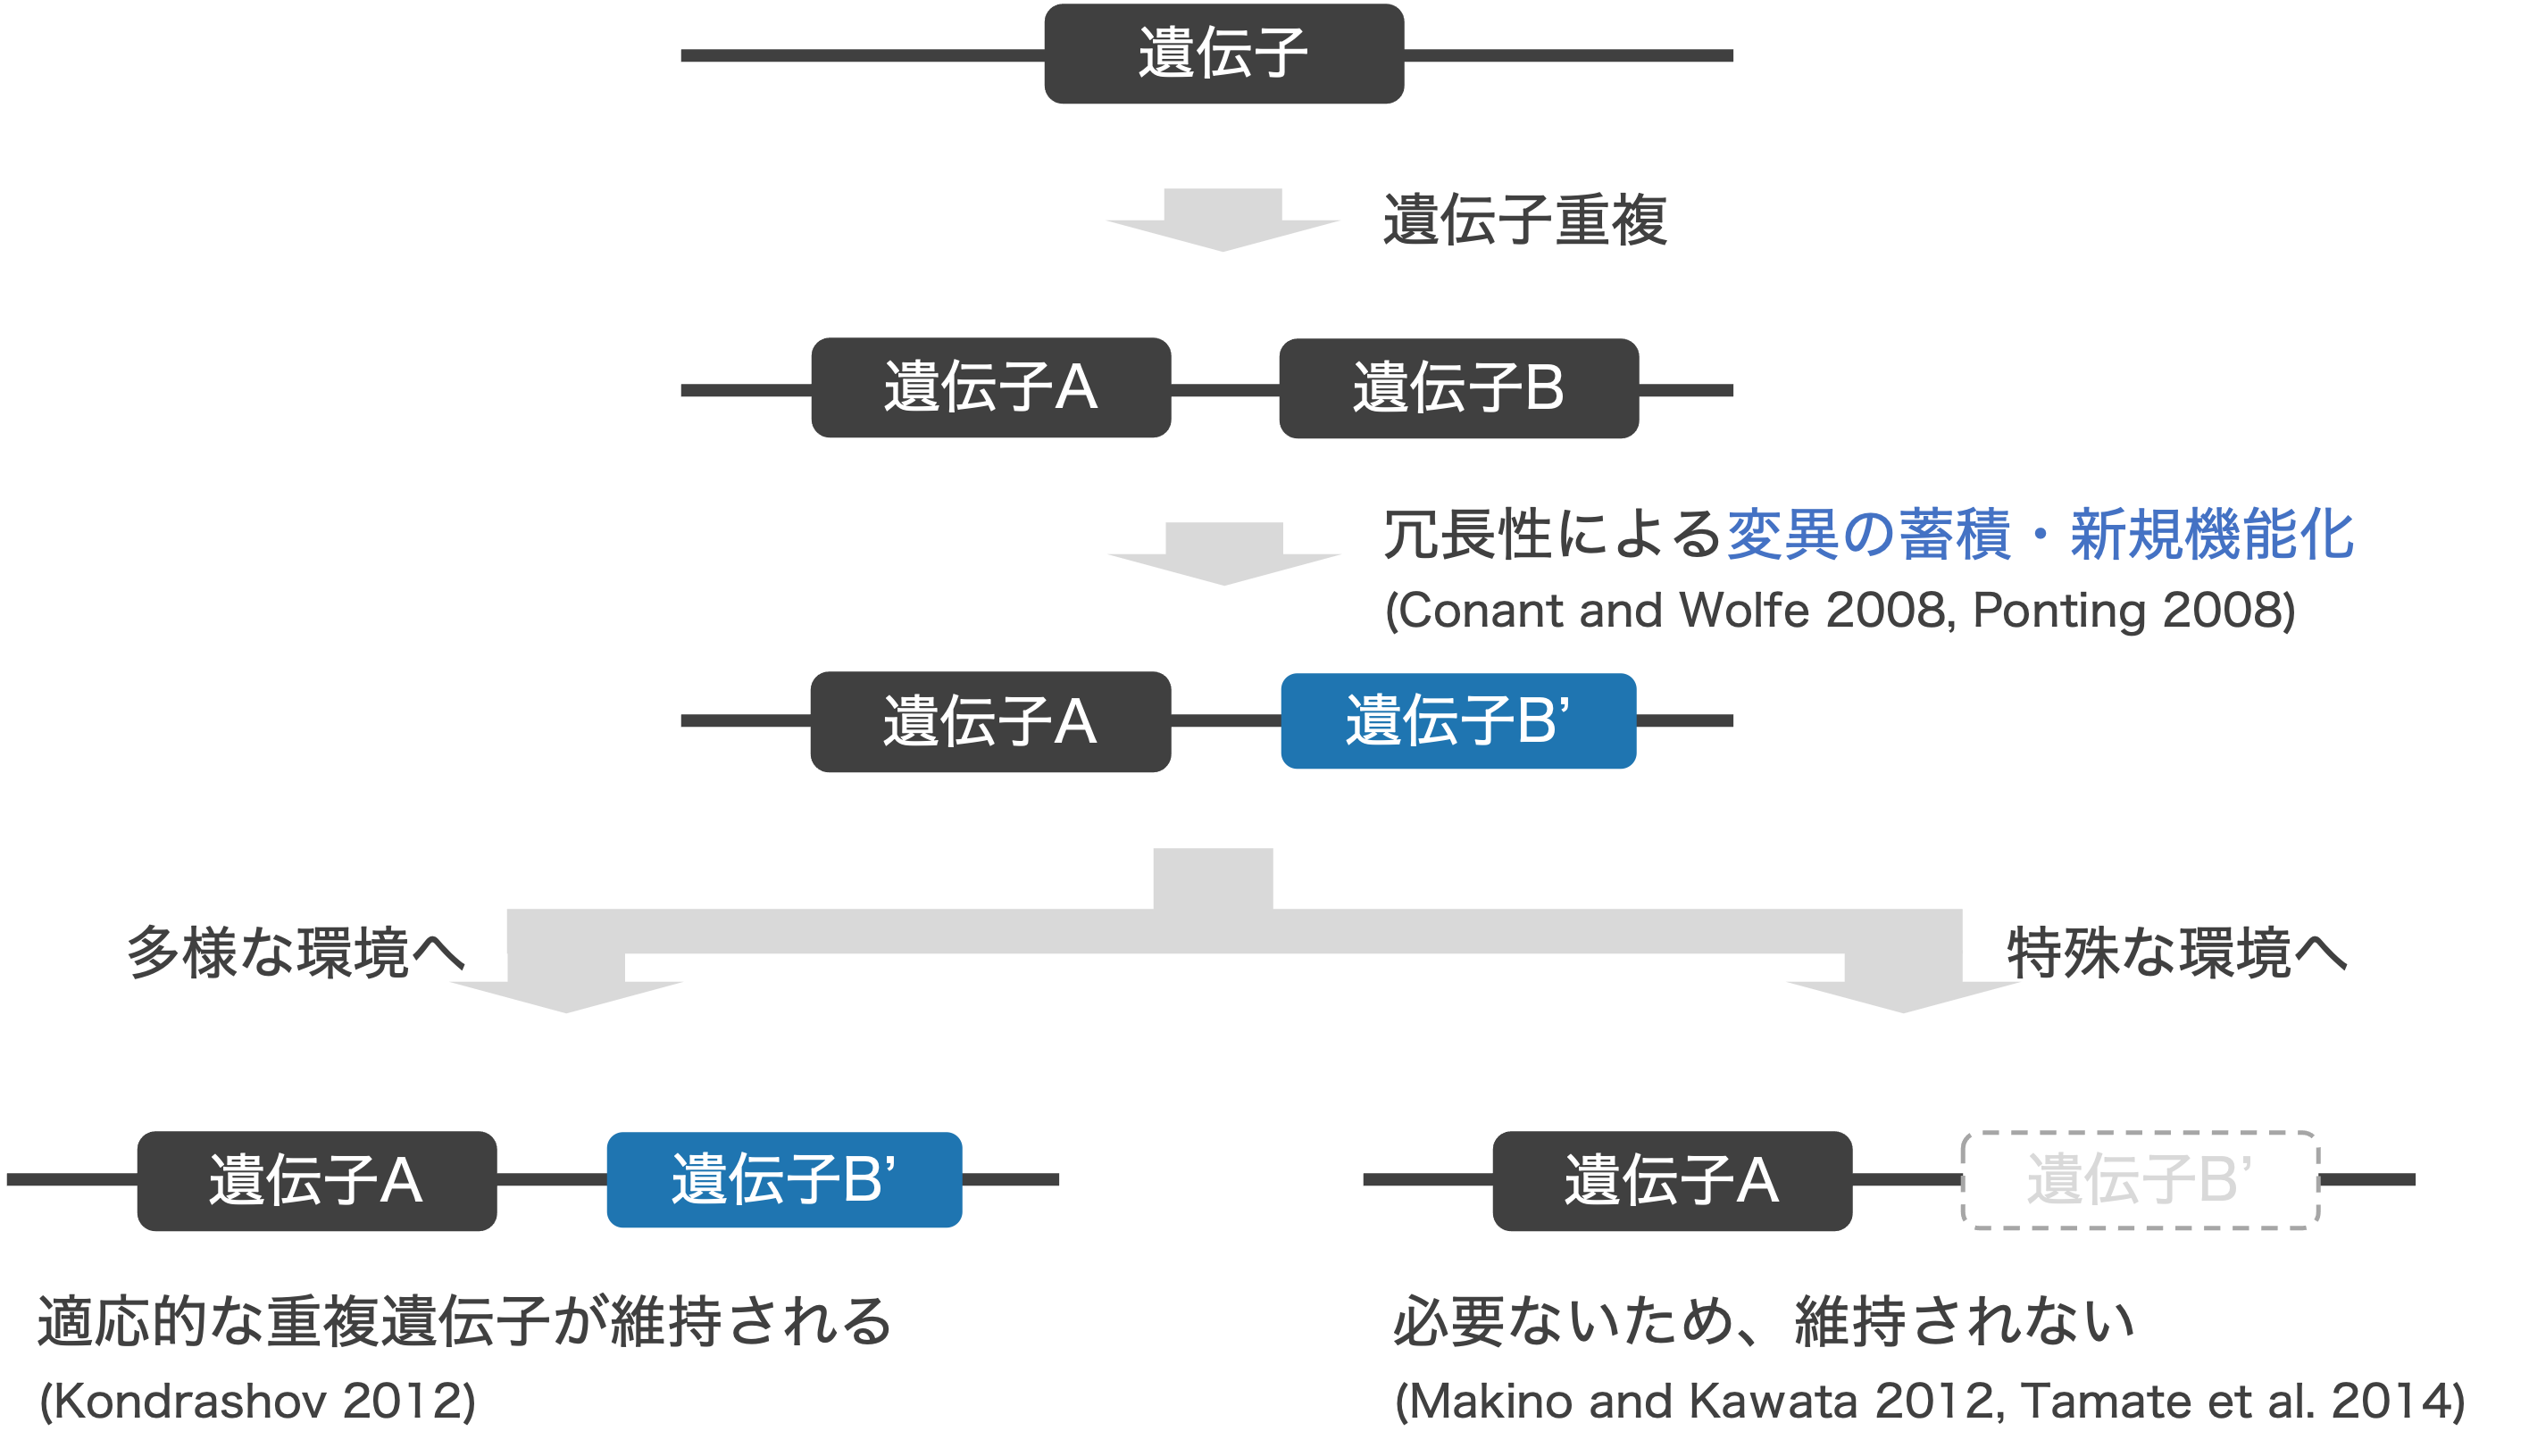 遺伝子
遺伝子重複
遺伝子A
遺伝子B
冗長性による変異の蓄積・新規機能化
(Conant and Wolfe 2008, Ponting 2008)
遺伝子A
遺伝子B’
多様な環境へ
特殊な環境へ
遺伝子A
遺伝子B’
遺伝子A
遺伝子B’
適応的な重複遺伝子が維持される
(Kondrashov 2012)
必要ないため、維持されない
(Makino and Kawata 2012, Tamate et al. 2014)